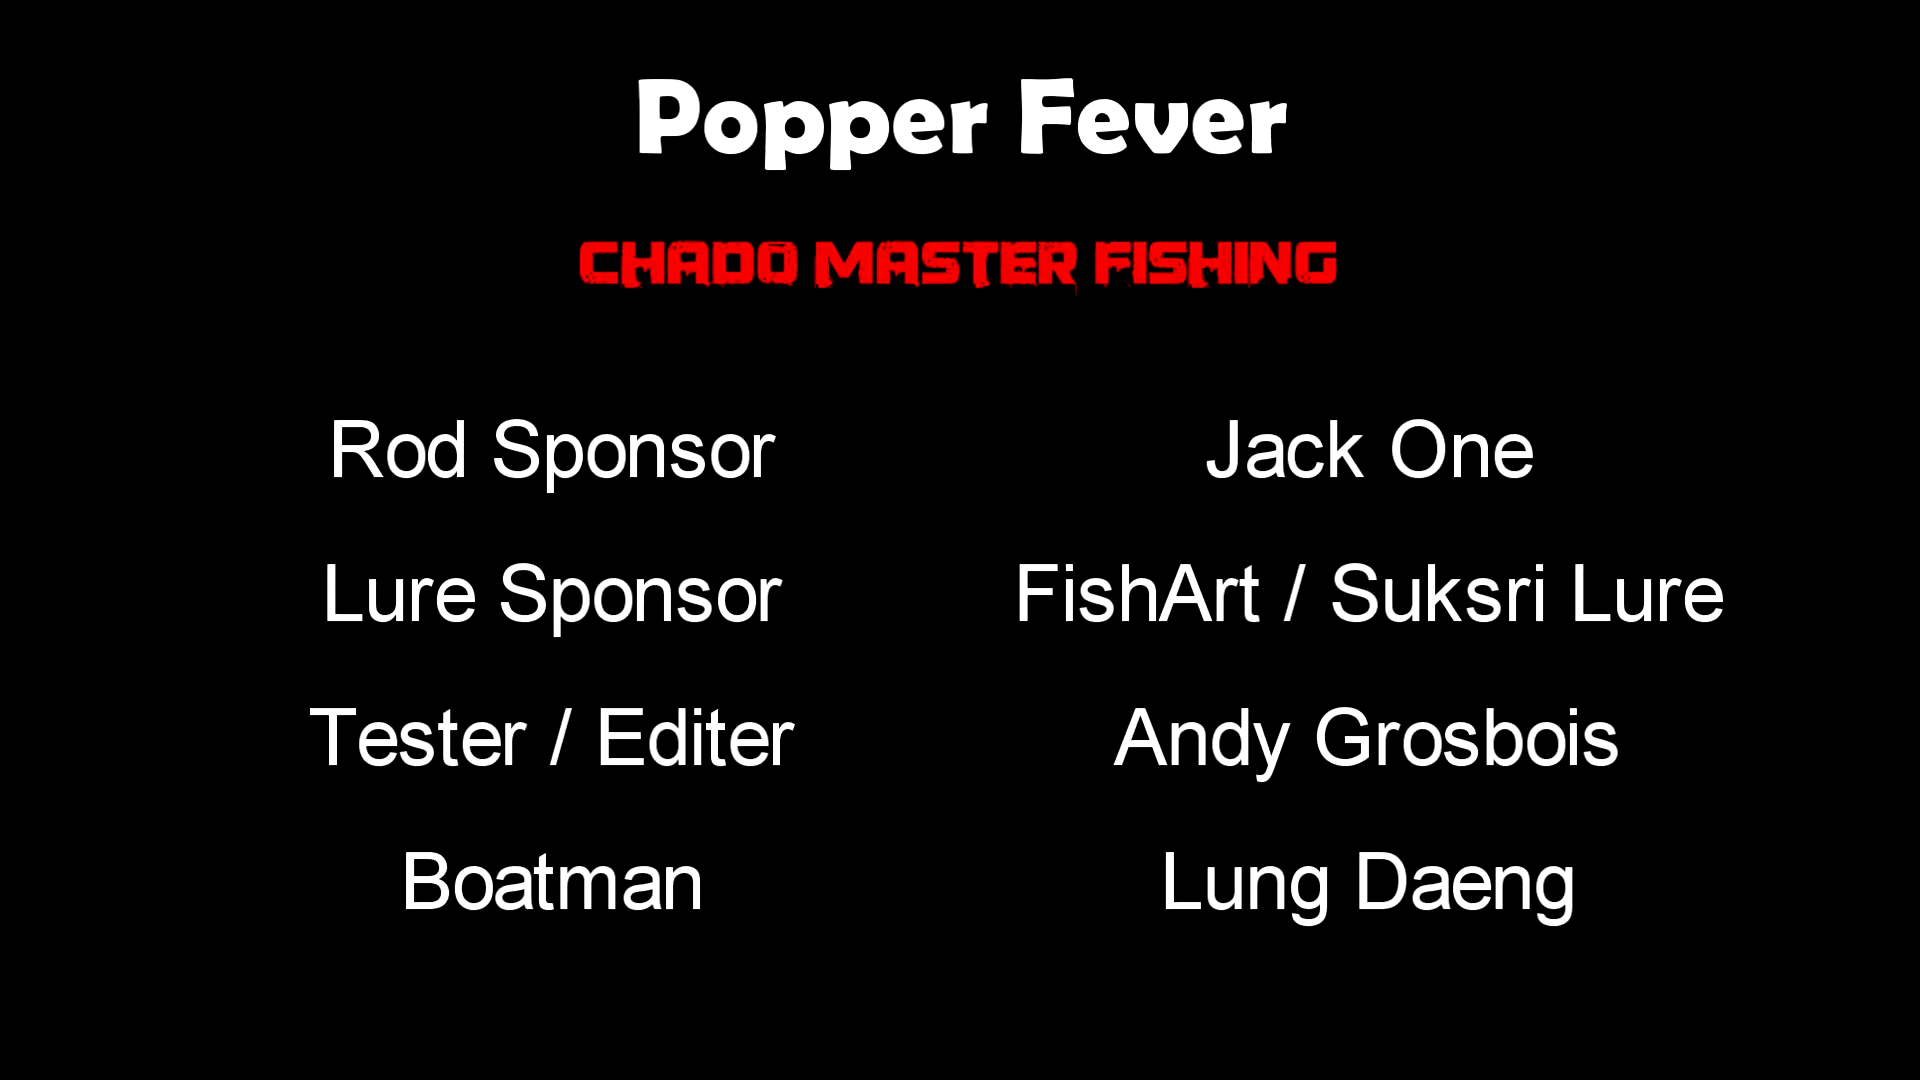 Popper Fever
CHADO MASTER FISHING
Rod Sponsor Jack One
Lure Sponsor FishArt / Suksri Lure
Tester / Editer Andy Grosbois
Boatman Lung Daeng